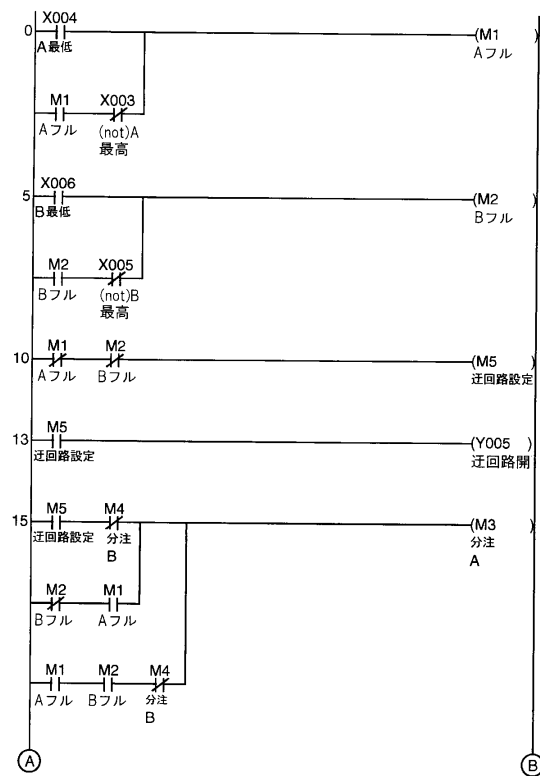 X004
0
(M1 )
A最低
Aフル
M1 X003
Aフル (not)A
最高
X006
5
(M2 )
B最低
Bフル
M2 X005
Bフル (not)B
最高
M1 M2
10
(M5 )
Aフル Bフル
迂回路設定
M5
13
(Y005 )
迂回路設定
迂回路開
M5 M4
15
(M3 )
迂回路設定 分注
B
分注
A
M2 M1
Bフル Aフル
M1 M2 M4
Aフル Bフル 分注
B
A
B